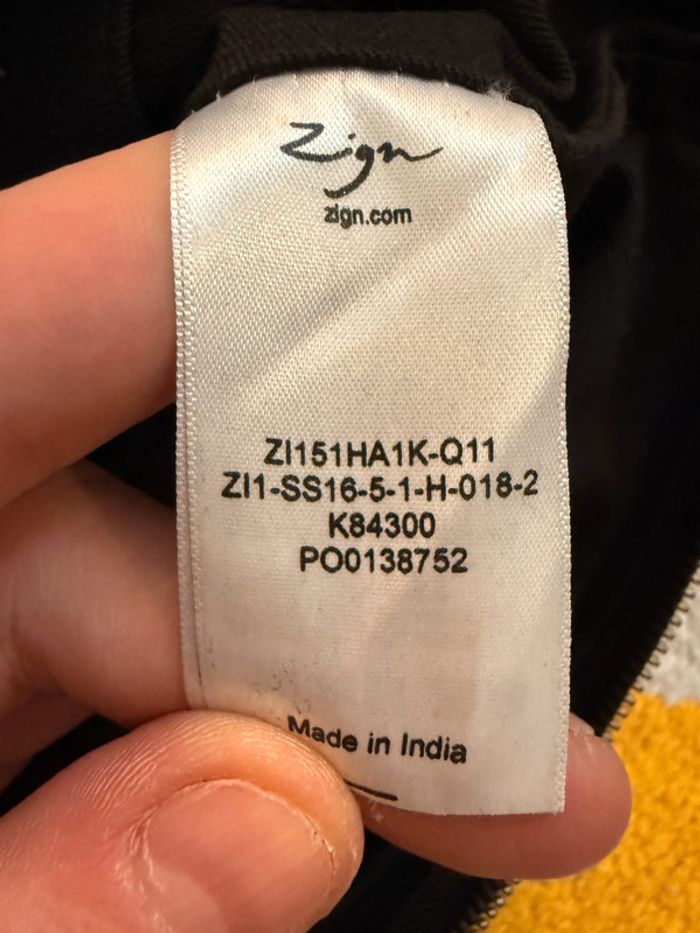 Zign
zign.com
ZI151HA1K-Q11
ZI1-SS16-5-1-H-018-2
K84300
PO0138752
Made in India